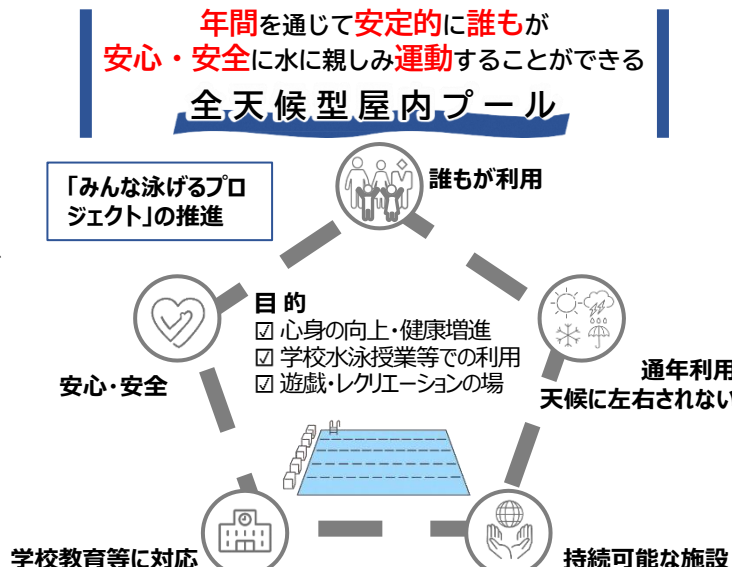 年間を通じて安定的に誰もが
安心・安全に水に親しみ運動することができる
全天候型屋内プール
「みんな泳げるプロ
ジェクト」の推進
誰もが利用
目的
☑ 心身の向上・健康増進
☑ 学校水泳授業等での利用
☑ 遊戯・レクリエーションの場
安心・安全
通年利用
天候に左右されない
学校教育等に対応
持続可能な施設